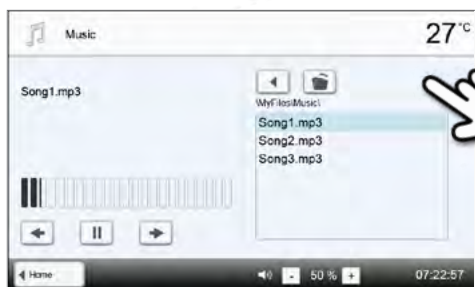 Music
27°C
Song1.mp3
\MyFiles\Music\
Song1.mp3
Song2.mp3
Song3.mp3
Home
- 50 % +
07:22:57